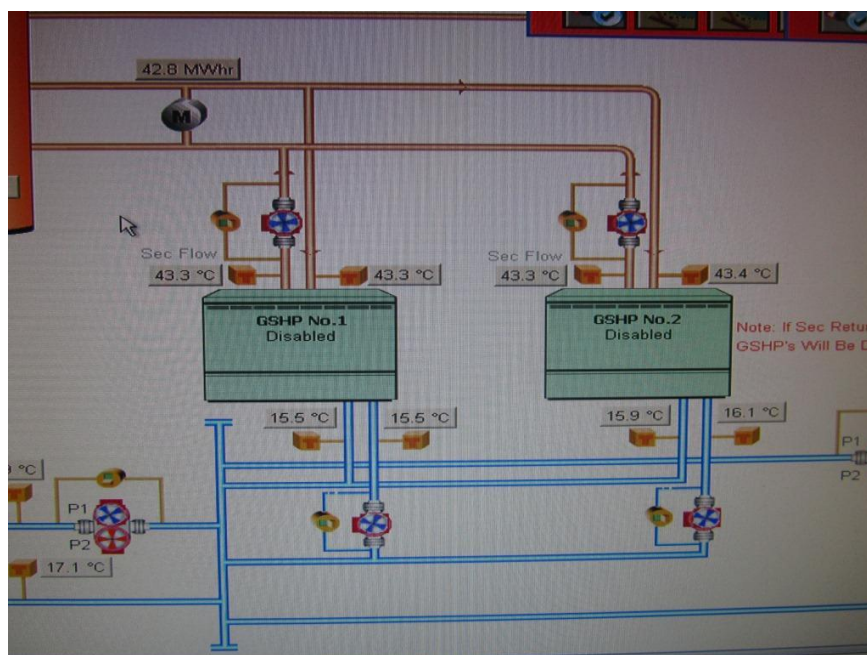 42.8 MWhr
M
Sec Flow
43.3 °C
43.3 °C
Sec Flow
43.3 °C
43.4 °C
GSHP No.1
Disabled
GSHP No.2
Disabled
Note: If Sec
GSHP's Will Be
15.5 °C
15.5 °C
15.9 °C
16.1 °C
P1
P2
°C
P1
P2
17.1 °C